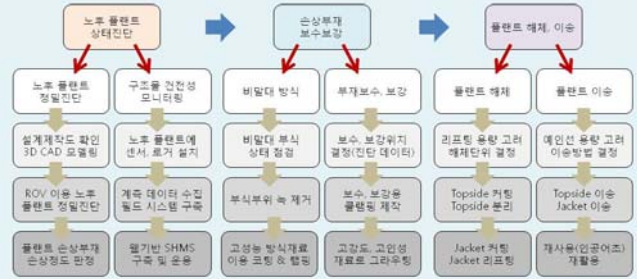 노후 플랜트
상태진단
손상부재
보수보강
플랜트 해체, 이송
노후 플랜트
정밀진단
구조물 건전성
모니터링
비말대 방식
부재보수, 보강
플랜트 해체
플랜트 이송
설계제작도 확인
3D CAD 모델링
노후 플랜트에
센서, 로거 설치
비말대 부식
상태 점검
보수, 보강위치
결정(진단 데이터)
리프팅 용량 고려
해체단위 결정
예인선 용량 고려
이송방법 결정
ROV 이용 노후
플랜트 정밀진단
계측 데이터 수집
필드 시스템 구축
부식부위 녹 제거
보수, 보강용
클램핑 제작
Topside 커팅
Topside 분리
Topside 이송
Jacket 이송
플랜트 손상부재
손상정도 판정
웹기반 SHMS
구축 및 운용
고성능 방식재료
이용 코팅 & 랩핑
고강도, 고인성
재료로 그라우팅
Jacket 커팅
Jacket 리프팅
재사용(인공어초)
재활용